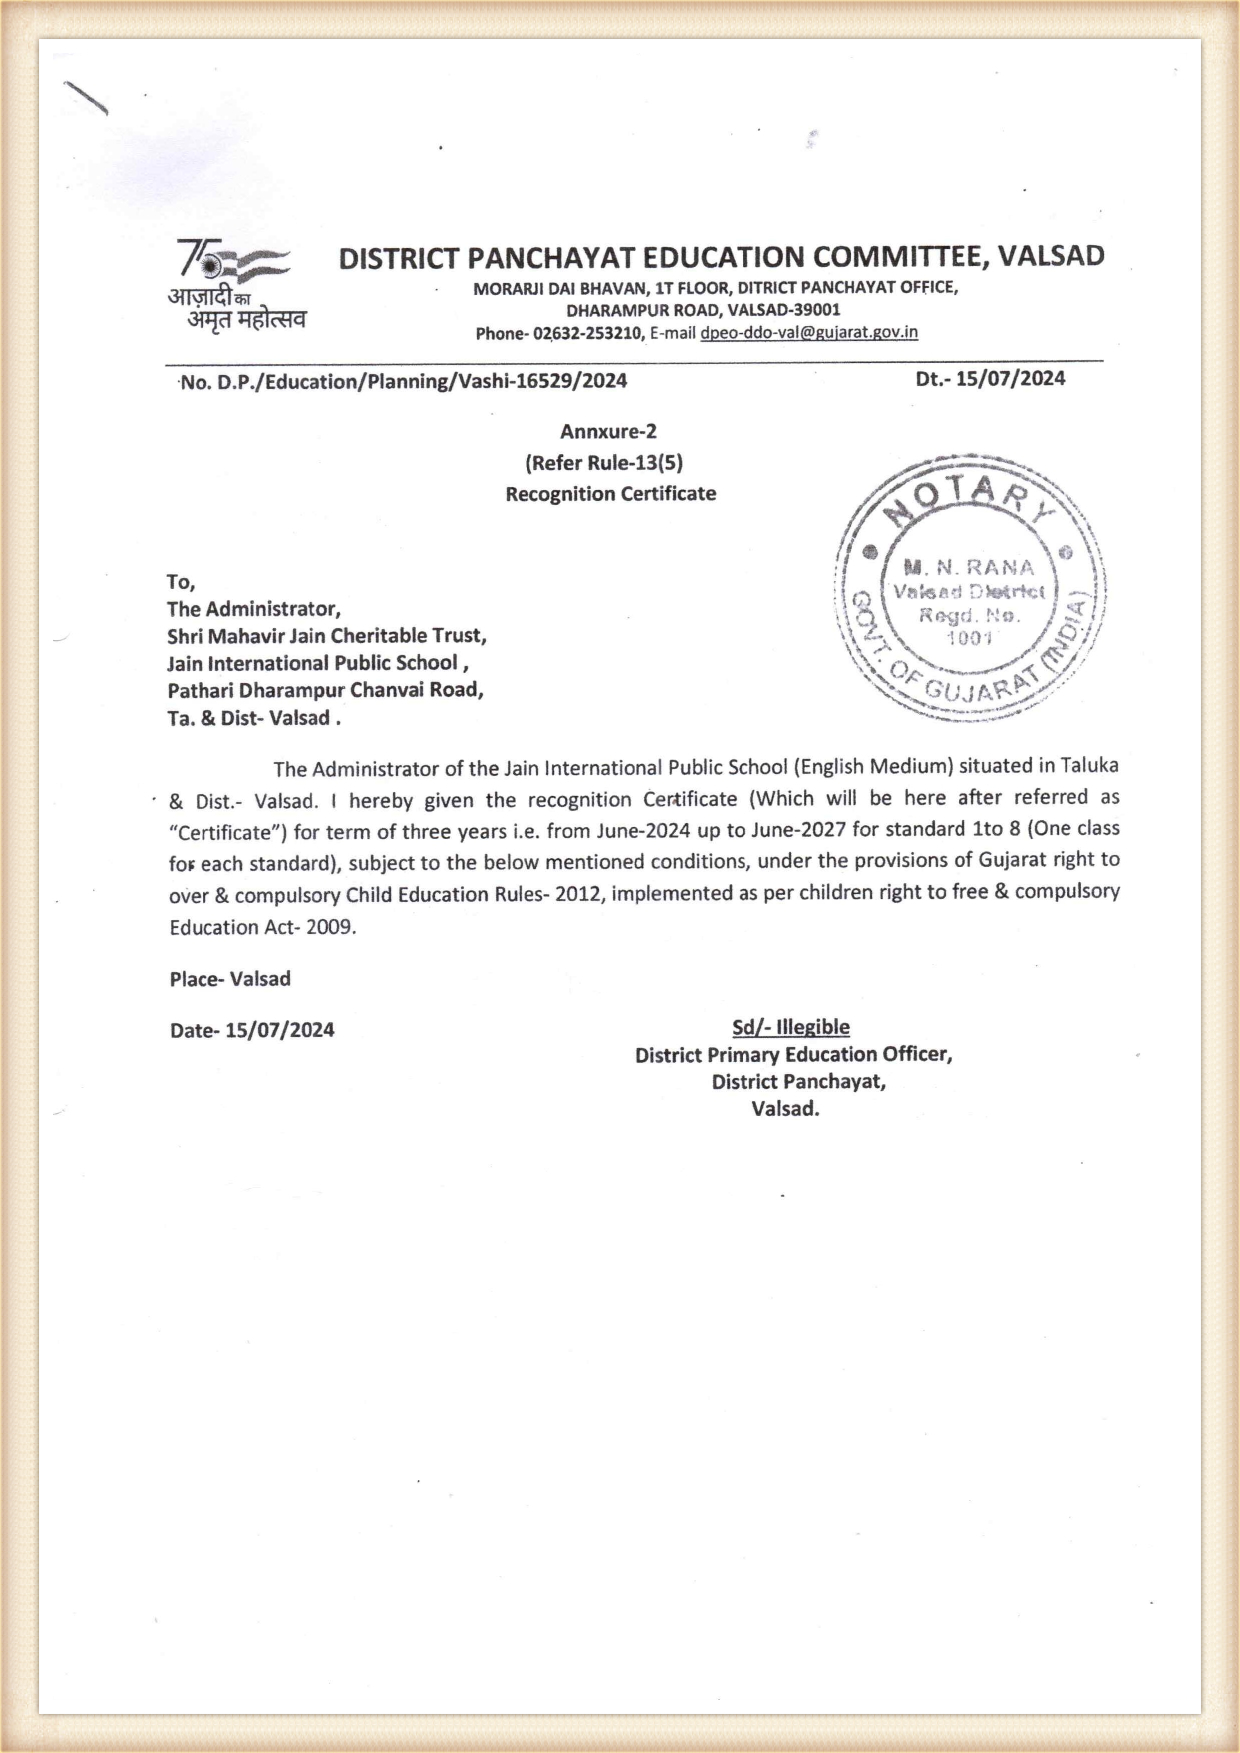 75
आज़ादी का
अमृत महोत्सव
DISTRICT PANCHAYAT EDUCATION COMMITTEE, VALSAD
MORARJI DAI BHAVAN, 1T FLOOR, DITRICT PANCHAYAT OFFICE,
DHARAMPUR ROAD, VALSAD-39001
Phone- 02632-253210, E-mail dpeo-ddo-val@gujarat.gov.in
No. D.P./Education/Planning/Vashi-16529/2024 Dt.- 15/07/2024
Annxure-2
(Refer Rule-13(5)
Recognition Certificate
NOTARY
M. N. RANA
Valsad District
Regd. No.
1001
GOVT. OF GUJARAT (INDIA)
To,
The Administrator,
Shri Mahavir Jain Cheritable Trust,
Jain International Public School ,
Pathari Dharampur Chanvai Road,
Ta. & Dist- Valsad .
The Administrator of the Jain International Public School (English Medium) situated in Taluka
& Dist.- Valsad. I hereby given the recognition Certificate (Which will be here after referred as
“Certificate”) for term of three years i.e. from June-2024 up to June-2027 for standard 1to 8 (One class
for each standard), subject to the below mentioned conditions, under the provisions of Gujarat right to
over & compulsory Child Education Rules- 2012, implemented as per children right to free & compulsory
Education Act- 2009.
Place- Valsad
Date- 15/07/2024
Sd/- Illegible
District Primary Education Officer,
District Panchayat,
Valsad.